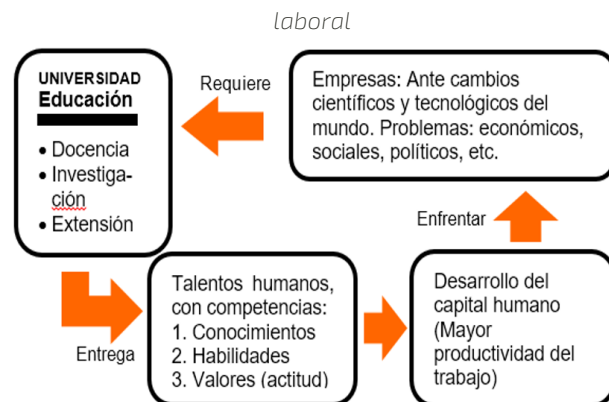 laboral
UNIVERSIDAD
Educación
• Docencia
• Investiga-
ción
• Extensión
Requiere
Empresas: Ante cambios
científicos y tecnológicos del
mundo. Problemas: económicos,
sociales, políticos, etc.
Enfrentar
Entrega
Talentos humanos,
con competencias:
1. Conocimientos
2. Habilidades
3. Valores (actitud)
Desarrollo del
capital humano
(Mayor
productividad del
trabajo)